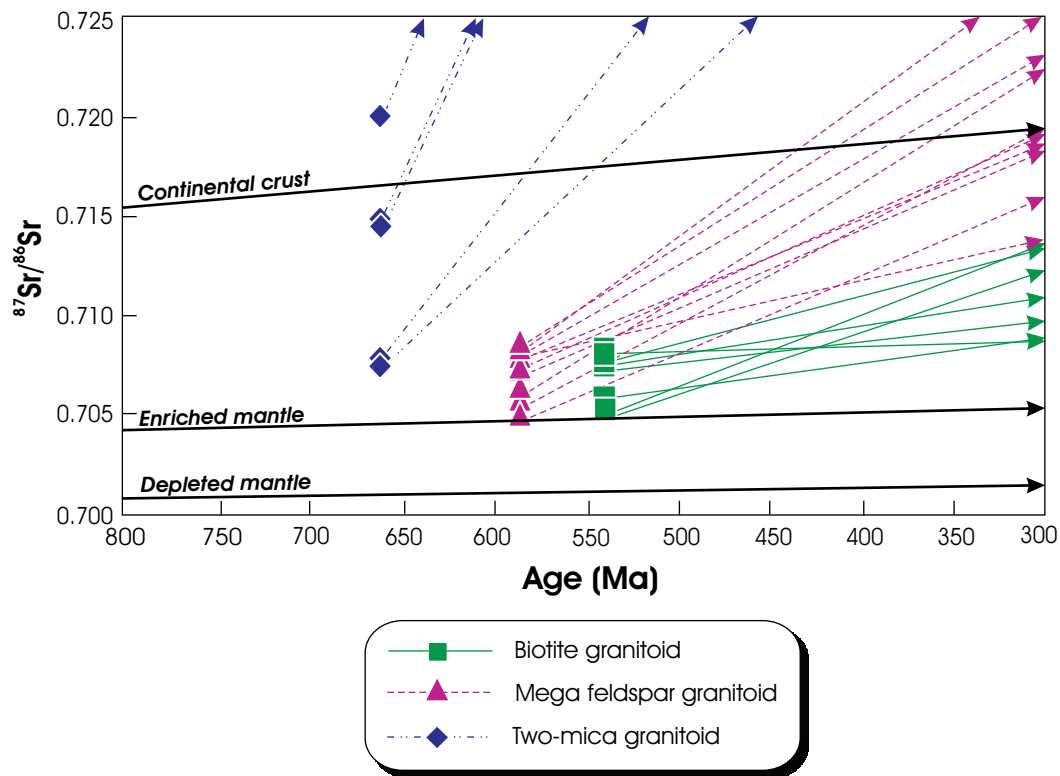 0.725
0.720
0.715
0.710
0.705
0.700
⁸⁷Sr/⁸⁶Sr
Continental crust
Enriched mantle
Depleted mantle
800 750 700 650 600 550 500 450 400 350 300
Age (Ma)
Biotite granitoid
Mega feldspar granitoid
Two-mica granitoid